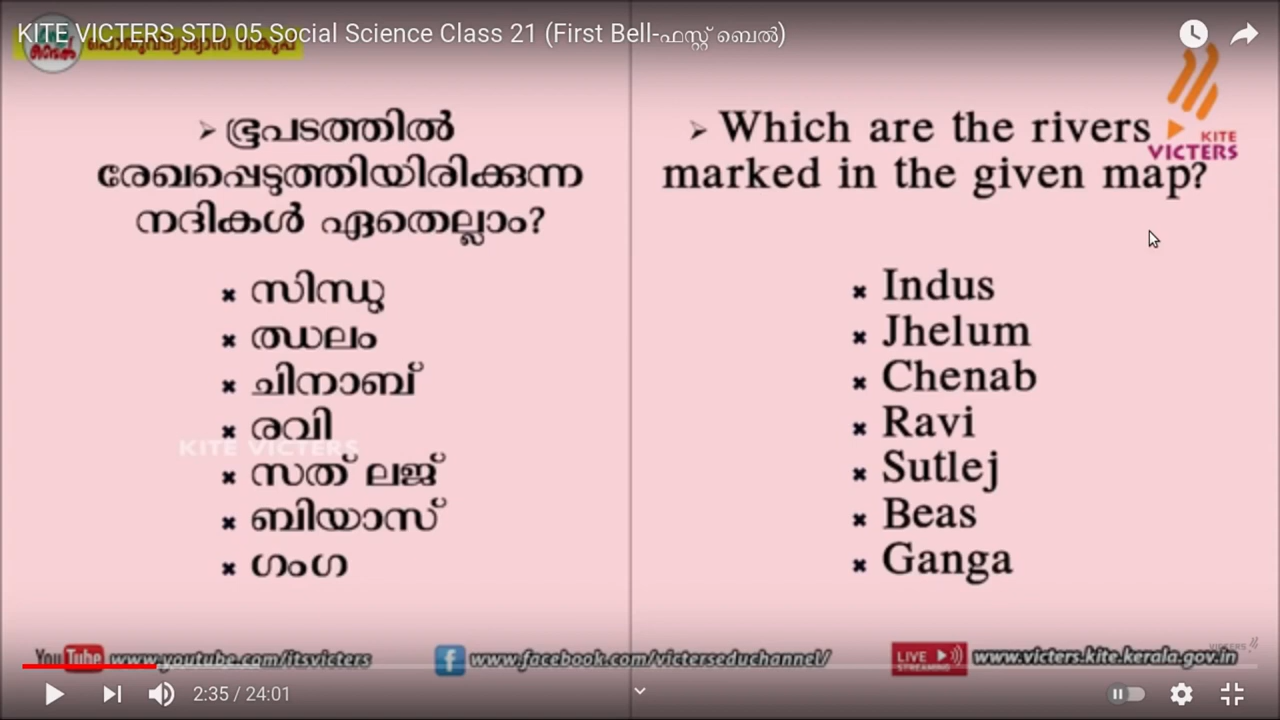 KITE VICTERS STD 05 Social Science Class 21 (First Bell-ഫസ്റ്റ് ബെൽ)
പൊതുവിദ്യാഭ്യാസ വകുപ്പ്
➢ ഭൂപടത്തിൽ
രേഖപ്പെടുത്തിയിരിക്കുന്ന
നദികൾ ഏതെല്ലാം?
× സിന്ധു
× ഝലം
× ചിനാബ്
× രവി
× സത് ലജ്
× ബിയാസ്
× ഗംഗ
KITE VICTERS
➢ Which are the rivers
marked in the given map?
× Indus
× Jhelum
× Chenab
× Ravi
× Sutlej
× Beas
× Ganga
KITE
VICTERS
VICTERS
YouTube www.youtube.com/itsvicters
f www.facebook.com/victerseduchannel/
LIVE STREAMING www.victers.kite.kerala.gov.in
2:35 / 24:01